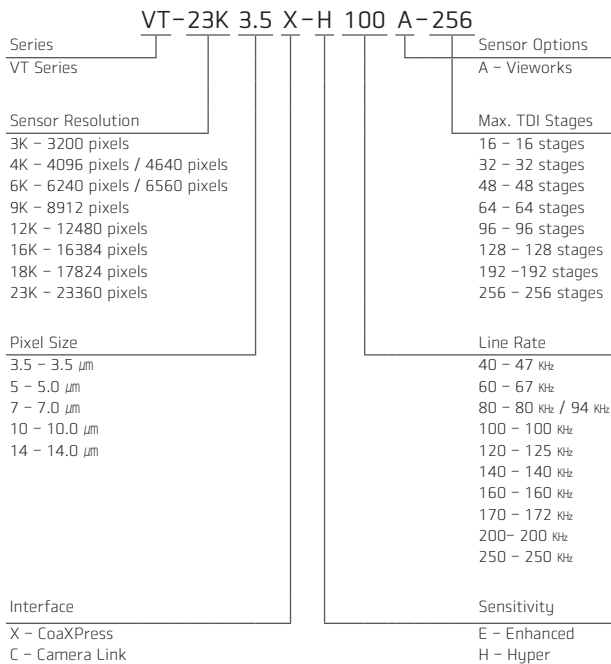 VT-23K 3.5 X-H 100 A-256
Series
VT Series
Sensor Resolution
3K – 3200 pixels
4K – 4096 pixels / 4640 pixels
6K – 6240 pixels / 6560 pixels
9K – 8912 pixels
12K – 12480 pixels
16K – 16384 pixels
18K – 17824 pixels
23K – 23360 pixels
Pixel Size
3.5 – 3.5 ㎛
5 – 5.0 ㎛
7 – 7.0 ㎛
10 – 10.0 ㎛
14 – 14.0 ㎛
Interface
X – CoaXPress
C – Camera Link
Sensor Options
A – Vieworks
Max. TDI Stages
16 – 16 stages
32 – 32 stages
48 – 48 stages
64 – 64 stages
96 – 96 stages
128 – 128 stages
192 –192 stages
256 – 256 stages
Line Rate
40 – 47 ㎑
60 – 67 ㎑
80 – 80 ㎑ / 94 ㎑
100 – 100 ㎑
120 – 125 ㎑
140 – 140 ㎑
160 – 160 ㎑
170 – 172 ㎑
200– 200 ㎑
250 – 250 ㎑
Sensitivity
E – Enhanced
H – Hyper